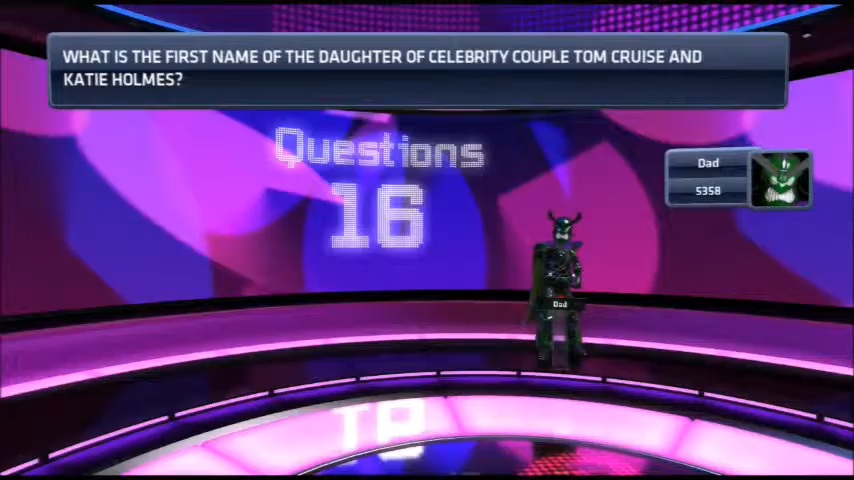 WHAT IS THE FIRST NAME OF THE DAUGHTER OF CELEBRITY COUPLE TOM CRUISE AND
KATIE HOLMES?
Questions
16
Dad
5358
Dad
TP